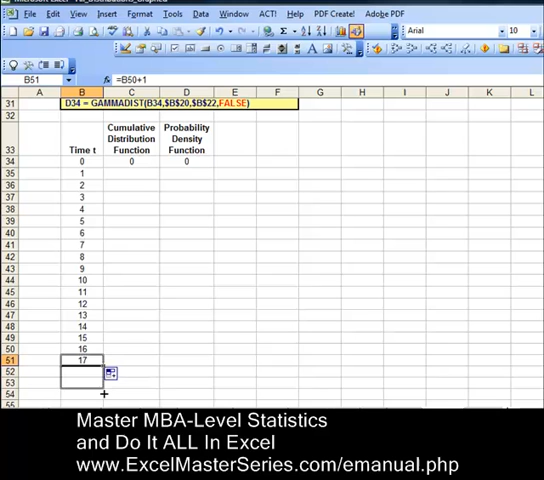 File Edit View Insert Format Tools Data Window ACT! Help PDF Create! Adobe PDF
Arial 10
B51 fx =B50+1
A B C D E F G H I J K L
31 D34 = GAMMADIST(B34,$B$20,$B$22,FALSE)
32
Cumulative Probability
Distribution Density
33 Time t Function Function
34 0 0 0
35 1
36 2
37 3
38 4
39 5
40 6
41 7
42 8
43 9
44 10
45 11
46 12
47 13
48 14
49 15
50 16
51 17
52
53
54
55
Master MBA-Level Statistics
and Do It ALL In Excel
www.ExcelMasterSeries.com/emanual.php